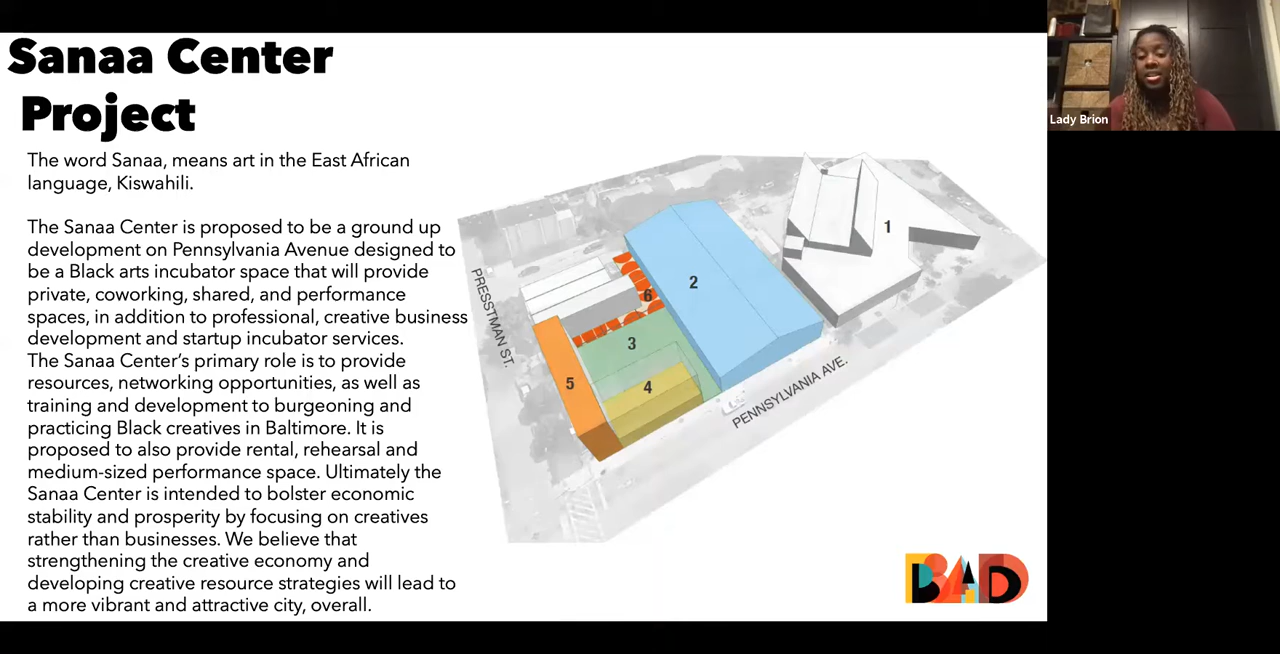 Sanaa Center
Project
The word Sanaa, means art in the East African
language, Kiswahili.
The Sanaa Center is proposed to be a ground up
development on Pennsylvania Avenue designed to
be a Black arts incubator space that will provide
private, coworking, shared, and performance
spaces, in addition to professional, creative business
development and startup incubator services.
The Sanaa Center's primary role is to provide
resources, networking opportunities, as well as
training and development to burgeoning and
practicing Black creatives in Baltimore. It is
proposed to also provide rental, rehearsal and
medium-sized performance space. Ultimately the
Sanaa Center is intended to bolster economic
stability and prosperity by focusing on creatives
rather than businesses. We believe that
strengthening the creative economy and
developing creative resource strategies will lead to
a more vibrant and attractive city, overall.
PRESSTMAN ST.
1
2
6
3
5
4
PENNSYLVANIA AVE.
BAD
Lady Brion